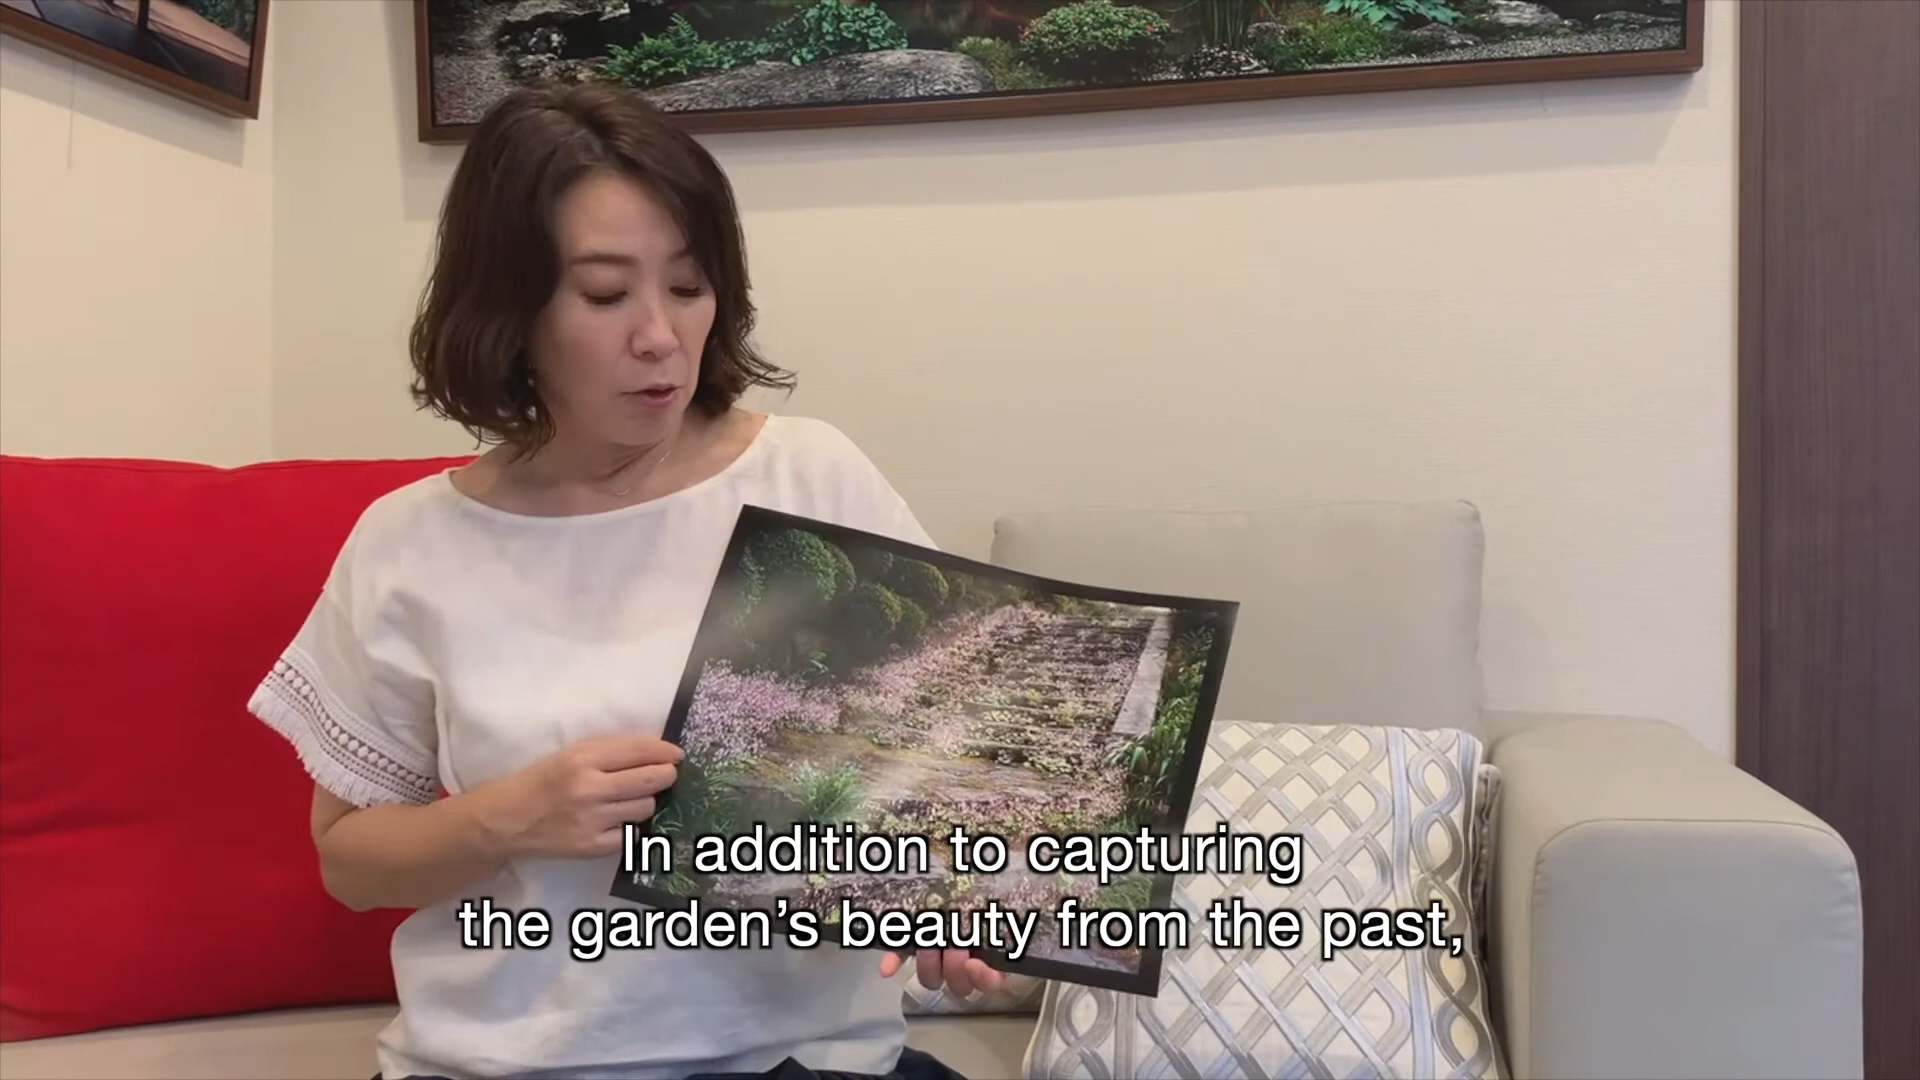 In addition to capturing
the garden’s beauty from the past,